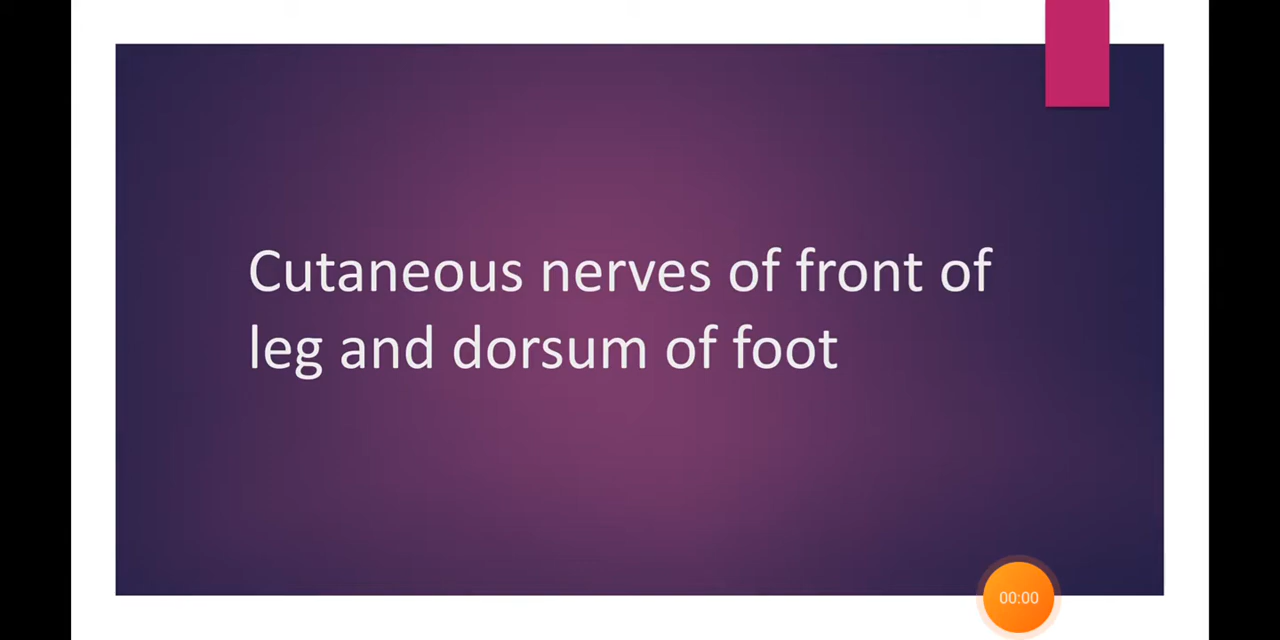 Cutaneous nerves of front of
leg and dorsum of foot
00:00